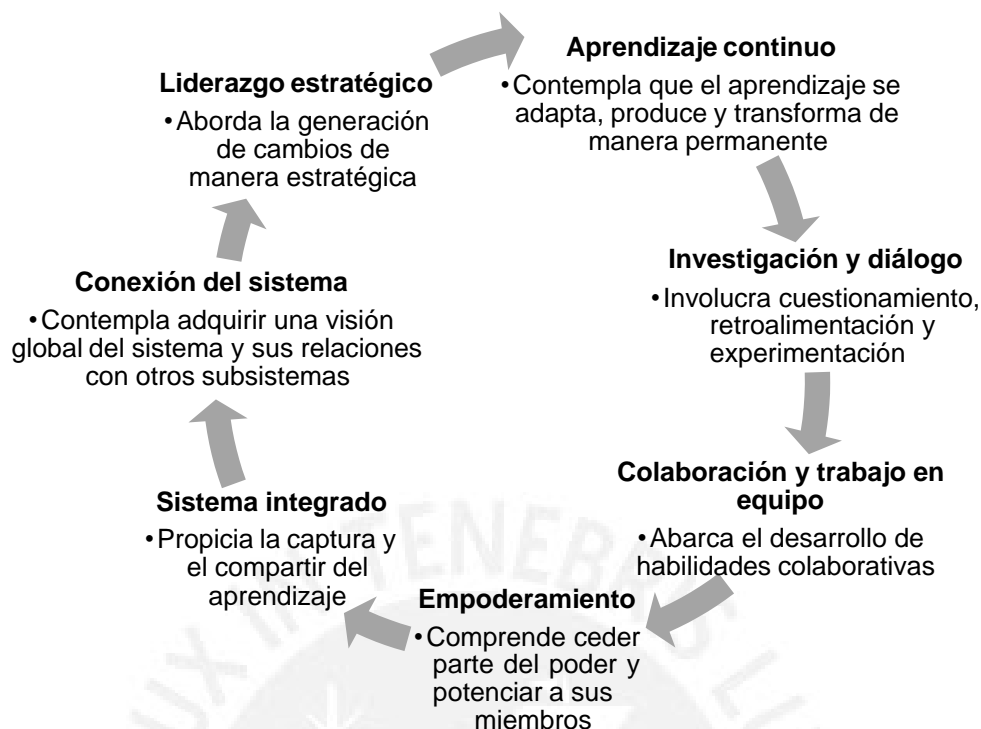 Aprendizaje continuo
•Contempla que el aprendizaje se
adapta, produce y transforma de
manera permanente
Investigación y diálogo
•Involucra cuestionamiento,
retroalimentación y
experimentación
Colaboración y trabajo en
equipo
•Abarca el desarrollo de
habilidades colaborativas
Empoderamiento
•Comprende ceder
parte del poder y
potenciar a sus
miembros
Sistema integrado
•Propicia la captura y
el compartir del
aprendizaje
Conexión del sistema
•Contempla adquirir una visión
global del sistema y sus relaciones
con otros subsistemas
Liderazgo estratégico
•Aborda la generación
de cambios de
manera estratégica